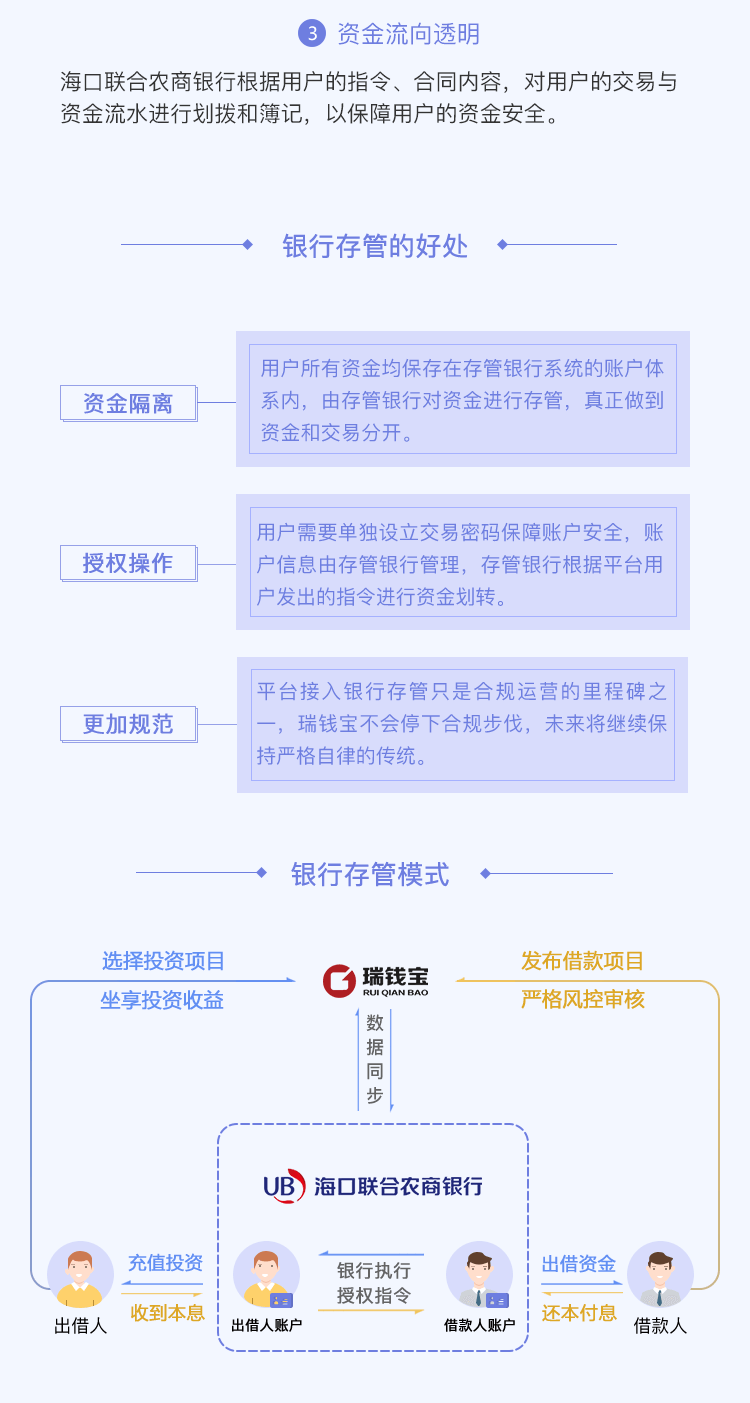 3 资金流向透明
海口联合农商银行根据用户的指令、合同内容，对用户的交易与
资金流水进行划拨和簿记，以保障用户的资金安全。
银行存管的好处
资金隔离
用户所有资金均保存在存管银行系统的账户体
系内，由存管银行对资金进行存管，真正做到
资金和交易分开。
授权操作
用户需要单独设立交易密码保障账户安全，账
户信息由存管银行管理，存管银行根据平台用
户发出的指令进行资金划转。
更加规范
平台接入银行存管只是合规运营的里程碑之
一，瑞钱宝不会停下合规步伐，未来将继续保
持严格自律的传统。
银行存管模式
选择投资项目
坐享投资收益
瑞钱宝
RUI QIAN BAO
发布借款项目
严格风控审核
数
据
同
步
UB 海口联合农商银行
充值投资
收到本息
银行执行
授权指令
出借资金
还本付息
出借人
出借人账户
借款人账户
借款人